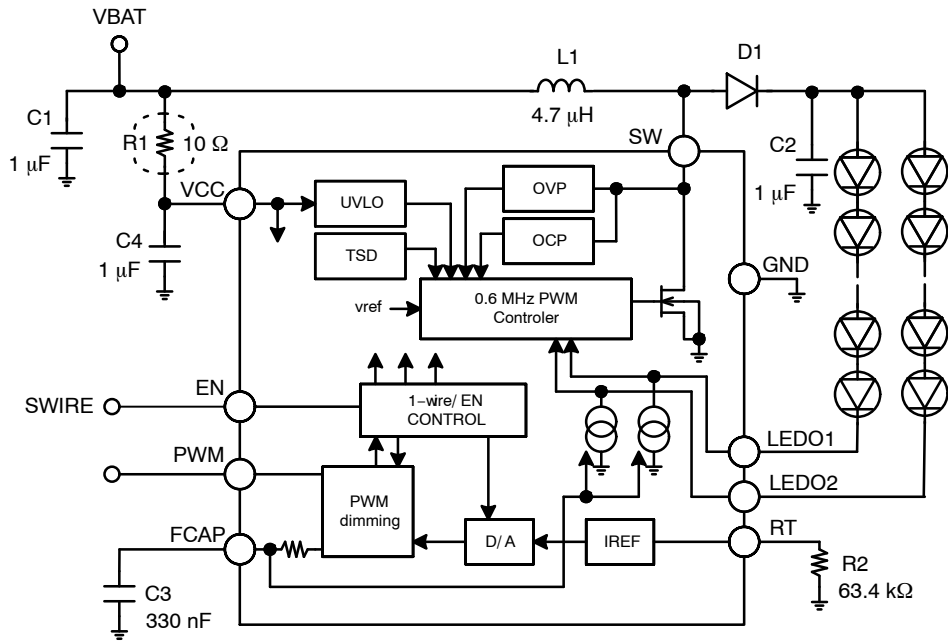 VBAT
L1
D1
C1
R1
10 Ω
4.7 μH
SW
C2
1 μF
1 μF
VCC
UVLO
OVP
C4
TSD
OCP
1 μF
GND
vref
0.6 MHz PWM
Controler
EN
SWIRE
1−wire/ EN
CONTROL
LEDO1
PWM
PWM
dimming
LEDO2
FCAP
D/ A
IREF
RT
C3
330 nF
R2
63.4 kΩ